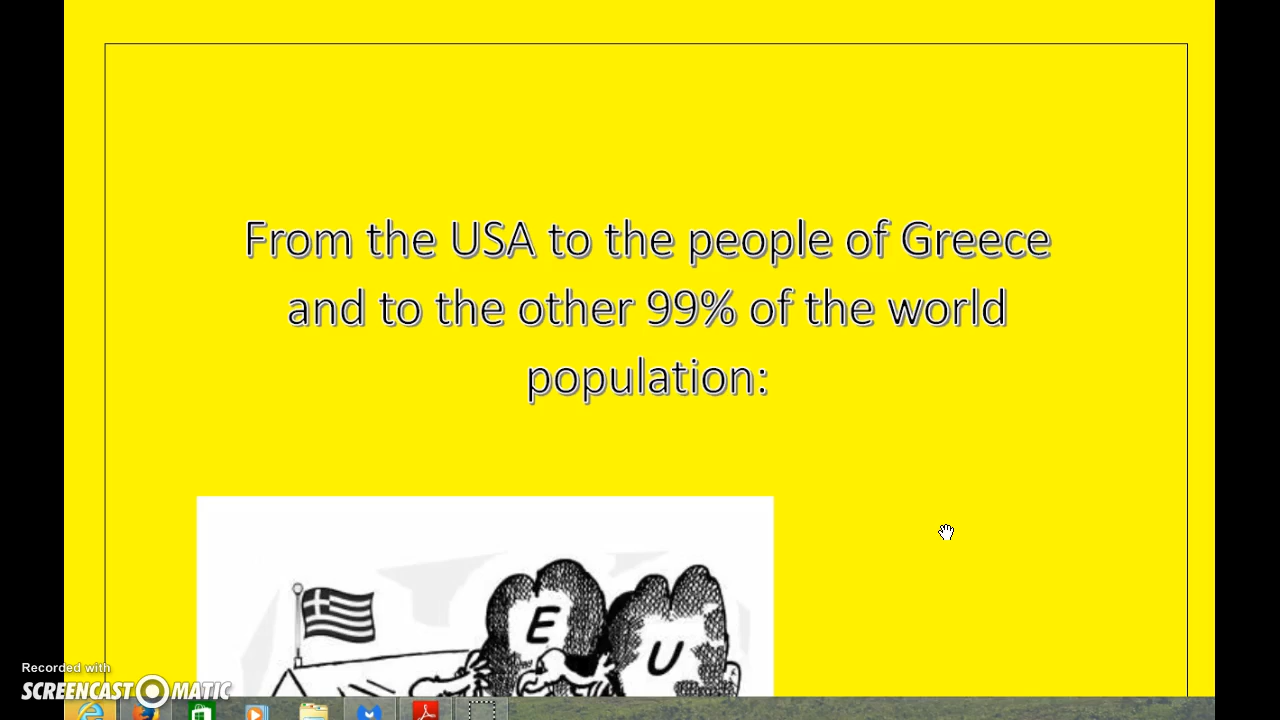 From the USA to the people of Greece
and to the other 99% of the world
population:
E
U
Recorded with
SCREENCAST MATIC